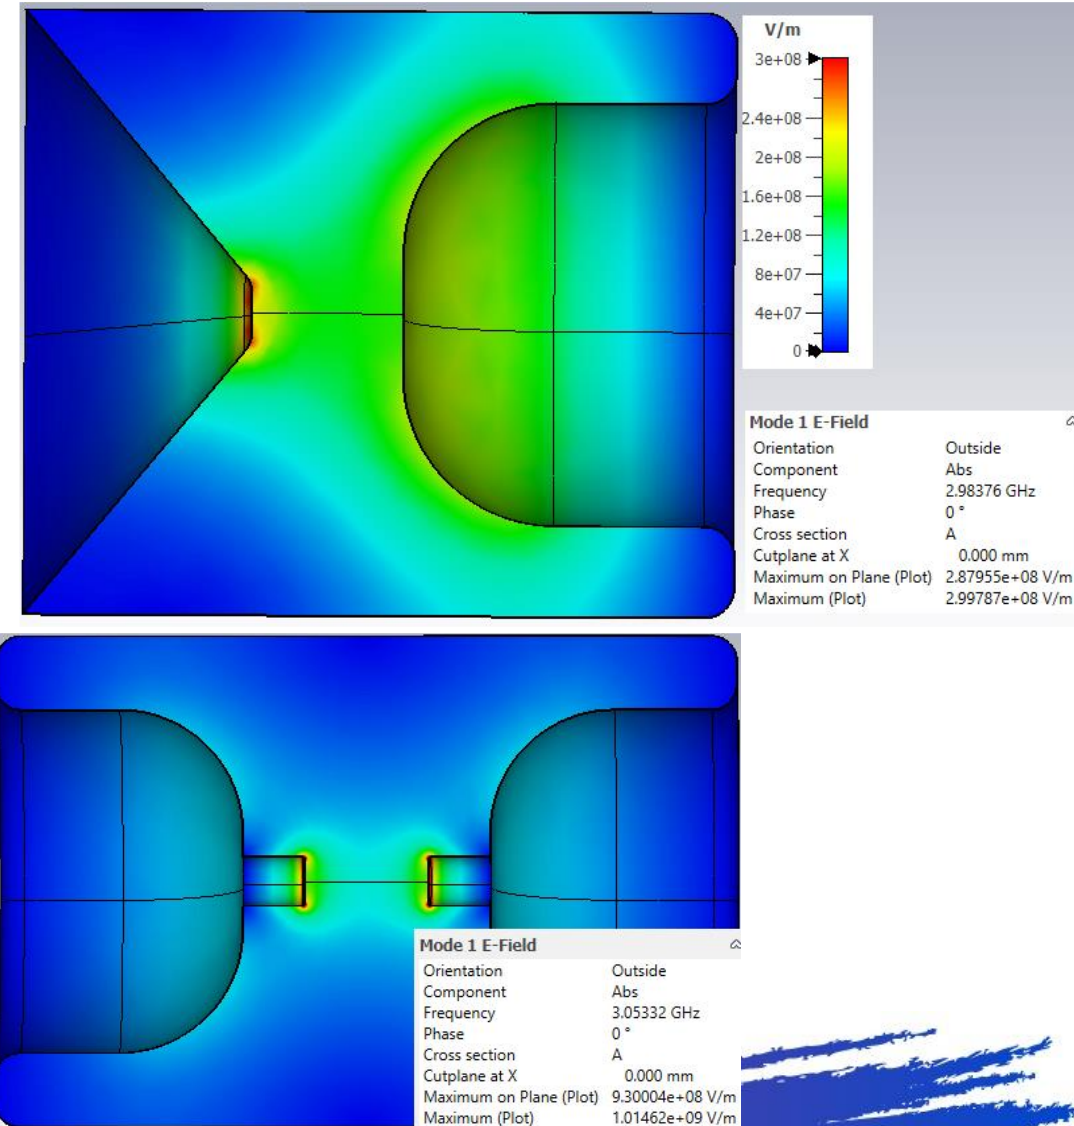 V/m
3e+08
2.4e+08
2e+08
1.6e+08
1.2e+08
8e+07
4e+07
0
Mode 1 E-Field
Orientation Outside
Component Abs
Frequency 2.98376 GHz
Phase 0 °
Cross section A
Cutplane at X 0.000 mm
Maximum on Plane (Plot) 2.87955e+08 V/m
Maximum (Plot) 2.99787e+08 V/m
Mode 1 E-Field
Orientation Outside
Component Abs
Frequency 3.05332 GHz
Phase 0 °
Cross section A
Cutplane at X 0.000 mm
Maximum on Plane (Plot) 9.30004e+08 V/m
Maximum (Plot) 1.01462e+09 V/m